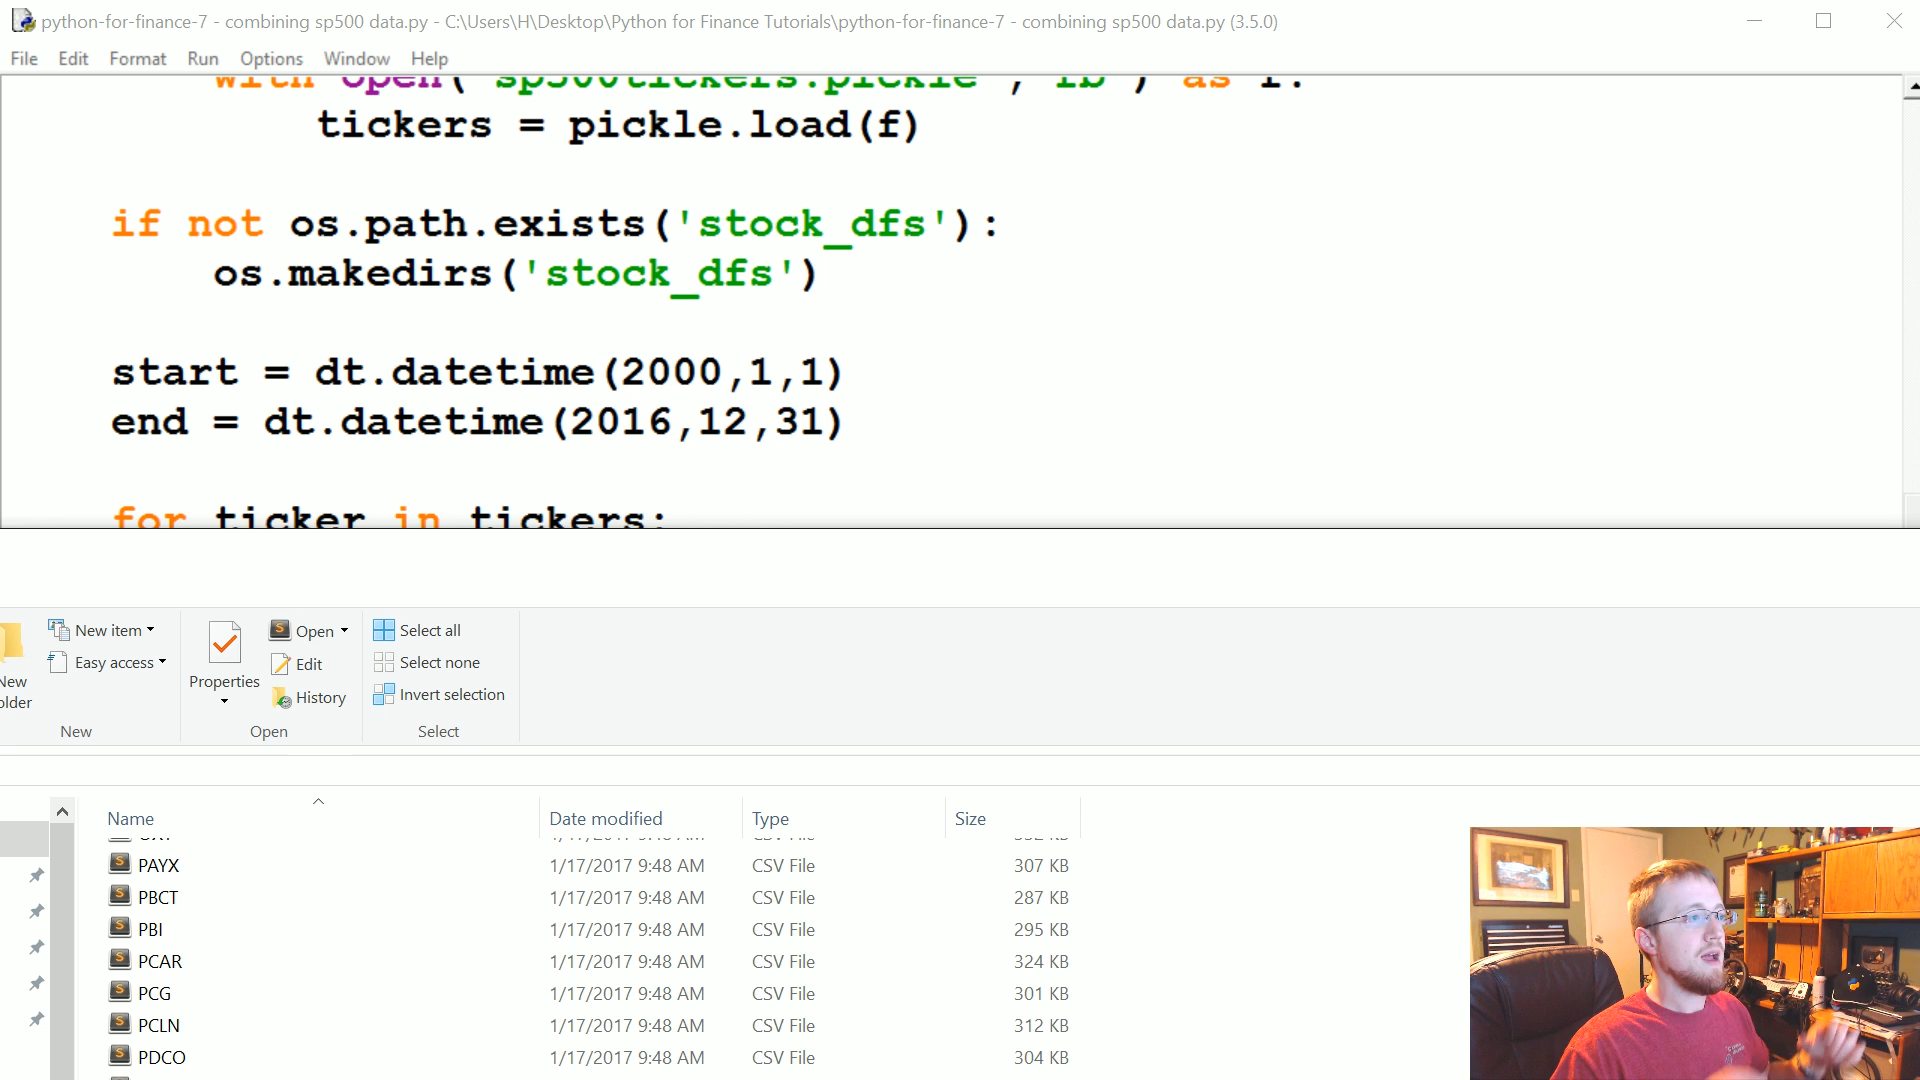 python-for-finance-7 - combining sp500 data.py - C:\Users\H\Desktop\Python for Finance Tutorials\python-for-finance-7 - combining sp500 data.py (3.5.0)
File Edit Format Run Options Window Help
with open("sp500tickers.pickle","rb") as f:
tickers = pickle.load(f)
if not os.path.exists('stock_dfs'):
os.makedirs('stock_dfs')
start = dt.datetime(2000,1,1)
end = dt.datetime(2016,12,31)
for ticker in tickers:
New item
Easy access
Properties
Open
Edit
History
Select all
Select none
Invert selection
New
older
New Open Select
Name Date modified Type Size
PAYX 1/17/2017 9:48 AM CSV File 307 KB
PBCT 1/17/2017 9:48 AM CSV File 287 KB
PBI 1/17/2017 9:48 AM CSV File 295 KB
PCAR 1/17/2017 9:48 AM CSV File 324 KB
PCG 1/17/2017 9:48 AM CSV File 301 KB
PCLN 1/17/2017 9:48 AM CSV File 312 KB
PDCO 1/17/2017 9:48 AM CSV File 304 KB